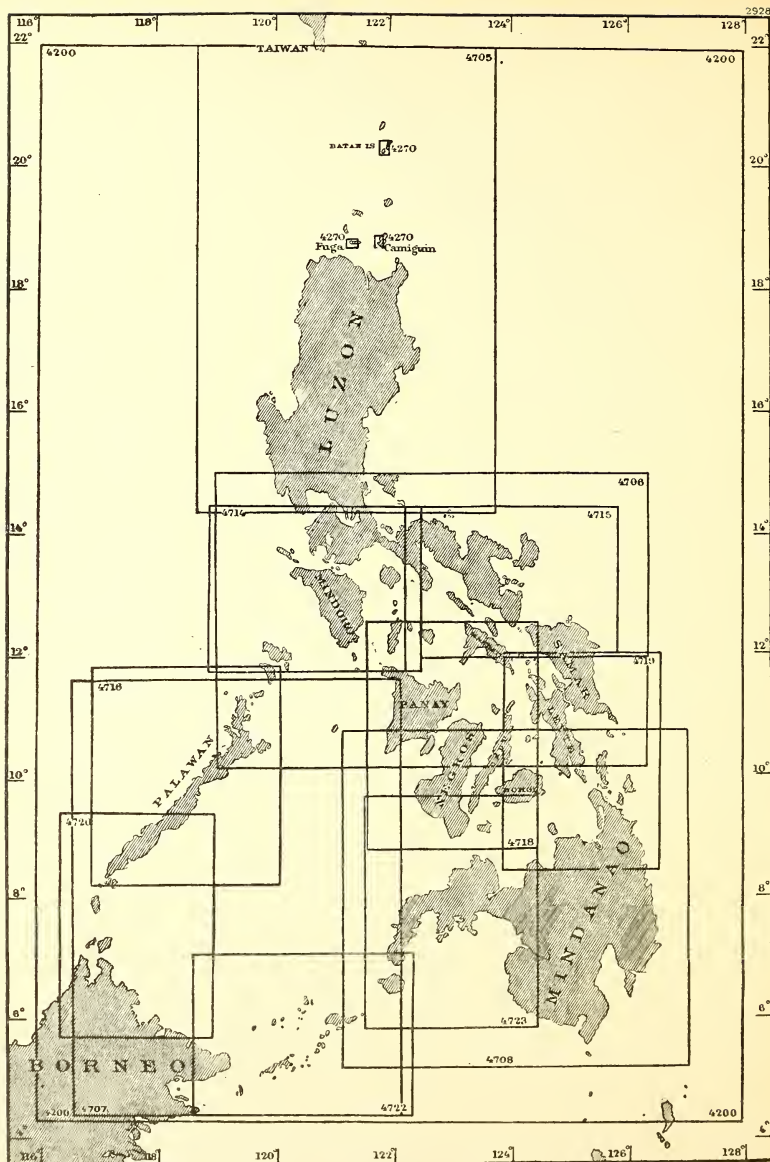 2928
116° 118° 120° 122° 124° 126° 128°
22° 22°
4200 TAIWAN 4705 4200
BATAN IS 4270
20° 20°
4270 4270
Fuga Camiguin
18° 18°
LUZON
16° 16°
4706
4714 4715
14° 14°
MINDORO
12° 12°
4719
SAMAR
4716
PANAY LEYTE
PALAWAN
NEGROS
10° 10°
BOHOL
4720
4718
8° 8°
MINDANAO
6° 6°
4723
BORNEO
4708
4200 4707 4722 4200
4°
116° 118° 120° 122° 124° 126° 128°